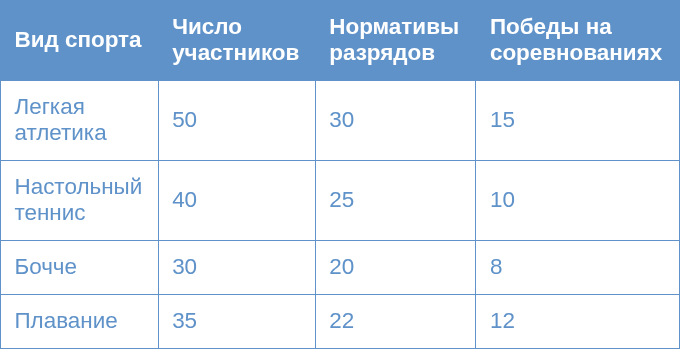 Вид спорта
Число
участников
Нормативы
разрядов
Победы на
соревнованиях
Легкая
атлетика
50
30
15
Настольный
теннис
40
25
10
Бочче
30
20
8
Плавание
35
22
12